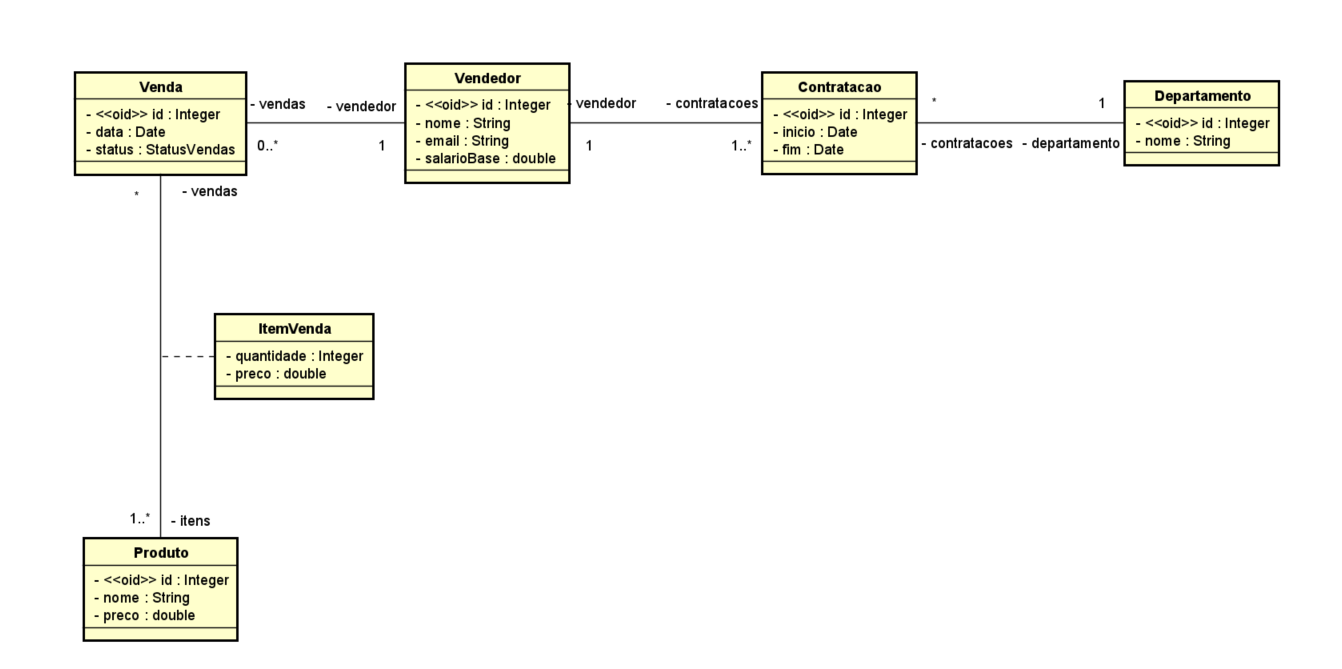 Venda
- <<oid>> id : Integer
- data : Date
- status : StatusVendas
- vendas
- vendedor
0..*
1
Vendedor
- <<oid>> id : Integer
- nome : String
- email : String
- salarioBase : double
- vendedor
- contratacoes
1
1..*
Contratacao
- <<oid>> id : Integer
- inicio : Date
- fim : Date
*
1
- contratacoes
- departamento
Departamento
- <<oid>> id : Integer
- nome : String
*
- vendas
ItemVenda
- quantidade : Integer
- preco : double
1..*
- itens
Produto
- <<oid>> id : Integer
- nome : String
- preco : double